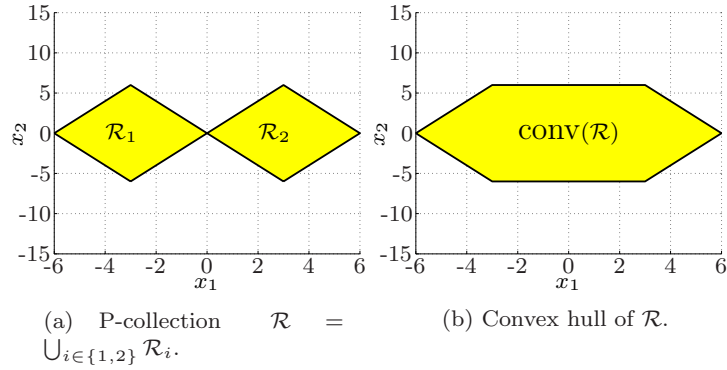 15
10
5
0
-5
-10
-15
x₂
R₁
R₂
-6 -4 -2 0 2 4 6
x₁
(a) P-collection R =
⋃i∈{1,2} Rᵢ.
15
10
5
0
-5
-10
-15
x₂
conv(R)
-6 -4 -2 0 2 4 6
x₁
(b) Convex hull of R.